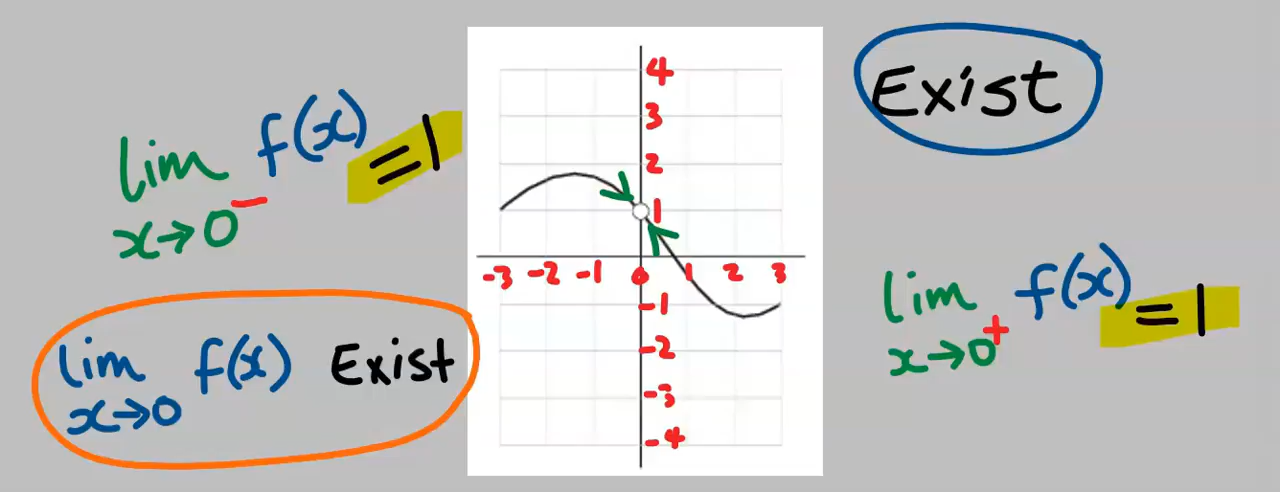 lim f(x) = 1
x→0⁻
lim f(x) Exist
x→0
4
3
2
1
-3 -2 -1 0 1 2 3
-1
-2
-3
-4
Exist
lim f(x) = 1
x→0⁺